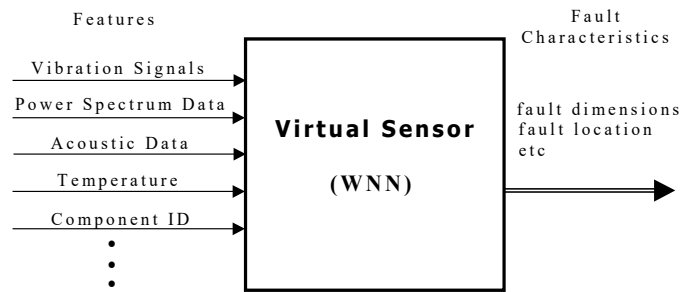 Features
Fault
Characteristics
Vibration Signals
Power Spectrum Data
Acoustic Data
Temperature
Component ID
Virtual Sensor
(WNN)
fault dimensions
fault location
etc